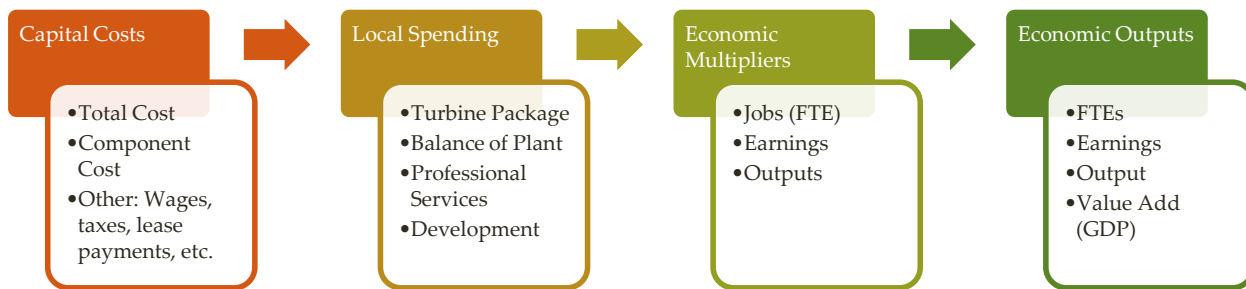 Capital Costs
•Total Cost
•Component
Cost
•Other: Wages,
taxes, lease
payments, etc.
Local Spending
•Turbine Package
•Balance of Plant
•Professional
Services
•Development
Economic
Multipliers
•Jobs (FTE)
•Earnings
•Outputs
Economic Outputs
•FTEs
•Earnings
•Output
•Value Add
(GDP)